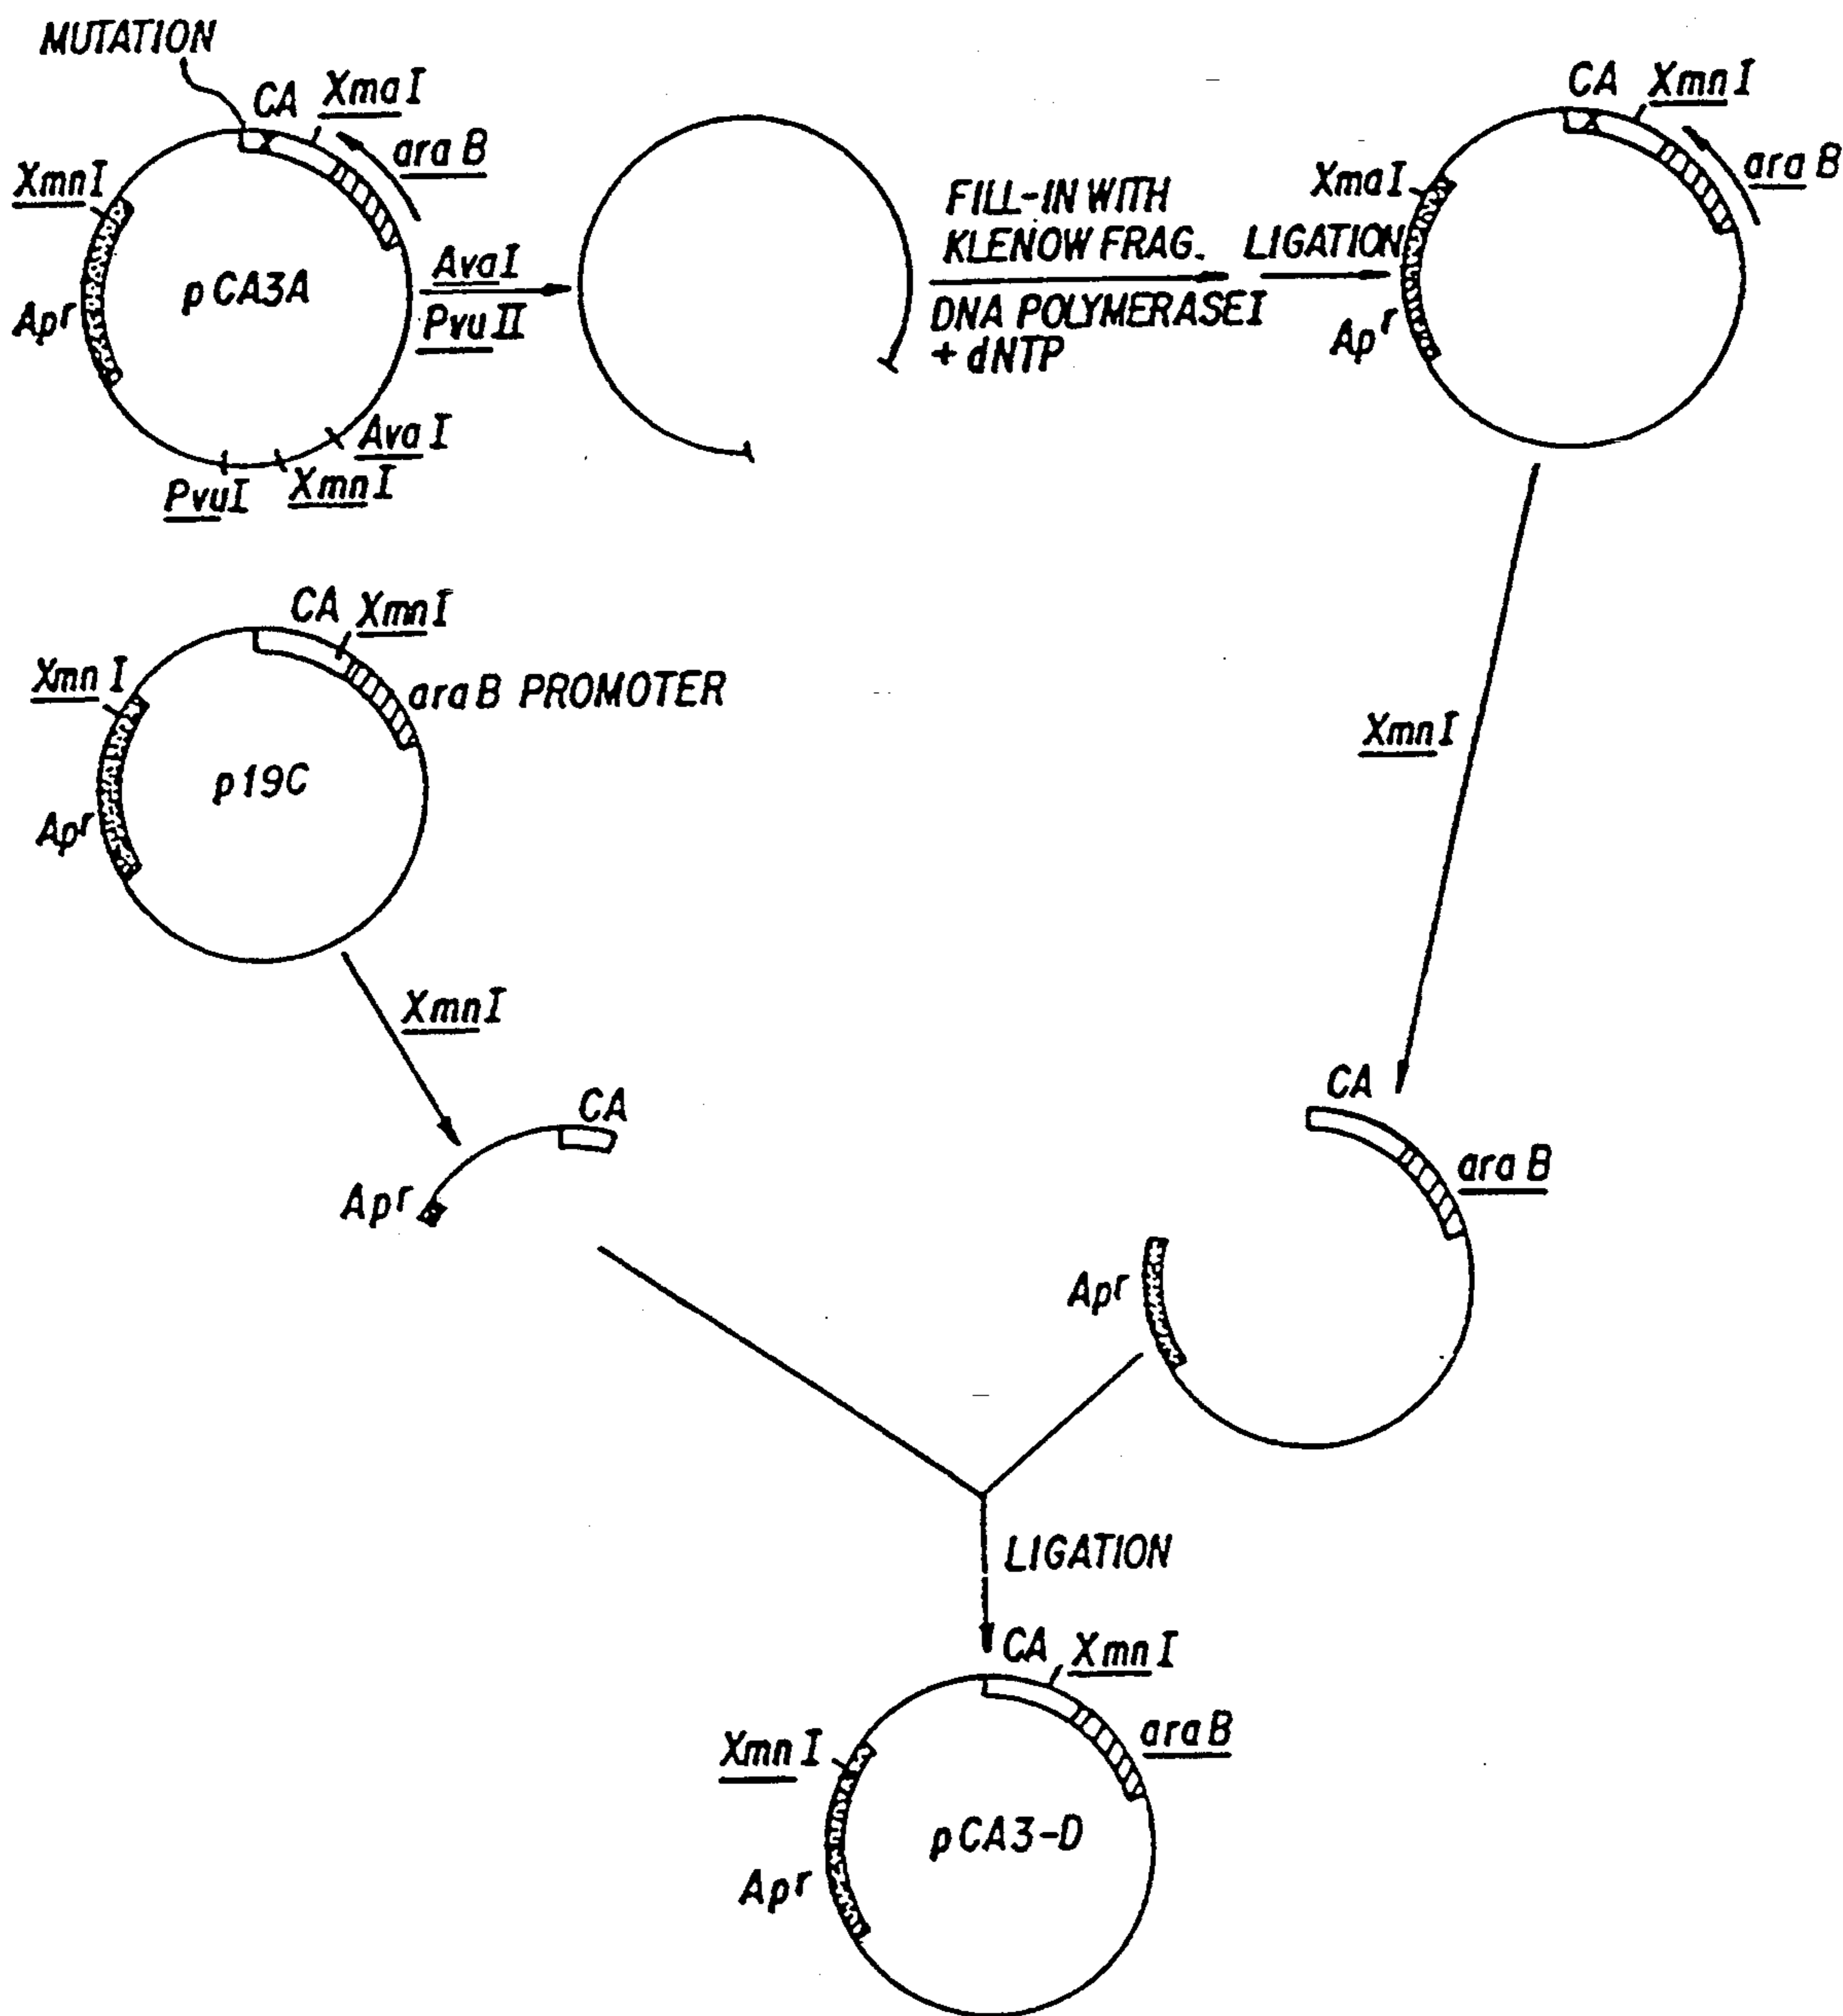 MUTATION
CA XmaI
araB
XmnI
pCA3A
Apr
AvaI
PvuII
AvaI
XmnI
PvuI
FILL-IN WITH
KLENOW FRAG.
DNA POLYMERASEI
+ dNTP
LIGATION
CA XmnI
araB
XmaI
Apr
CA XmnI
XmnI
araB PROMOTER
p19C
Apr
XmnI
XmnI
CA
Apr
CA
araB
Apr
LIGATION
CA XmnI
XmnI
araB
pCA3-D
Apr